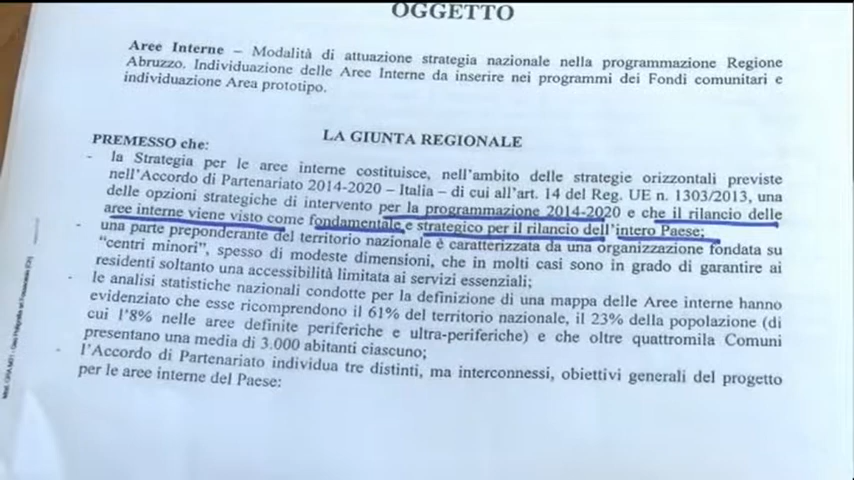 OGGETTO
Aree Interne – Modalità di attuazione strategia nazionale nella programmazione Regione
Abruzzo. Individuazione delle Aree Interne da inserire nei programmi dei Fondi comunitari e
individuazione Area prototipo.
LA GIUNTA REGIONALE
PREMESSO che:
- la Strategia per le aree interne costituisce, nell'ambito delle strategie orizzontali previste
nell'Accordo di Partenariato 2014-2020 – Italia – di cui all'art. 14 del Reg. UE n. 1303/2013, una
delle opzioni strategiche di intervento per la programmazione 2014-2020 e che il rilancio delle
aree interne viene visto come fondamentale e strategico per il rilancio dell'intero Paese;
- una parte preponderante del territorio nazionale è caratterizzata da una organizzazione fondata su
"centri minori", spesso di modeste dimensioni, che in molti casi sono in grado di garantire ai
residenti soltanto una accessibilità limitata ai servizi essenziali;
- le analisi statistiche nazionali condotte per la definizione di una mappa delle Aree interne hanno
evidenziato che esse ricomprendono il 61% del territorio nazionale, il 23% della popolazione (di
cui l'8% nelle aree definite periferiche e ultra-periferiche) e che oltre quattromila Comuni
presentano una media di 3.000 abitanti ciascuno;
- l'Accordo di Partenariato individua tre distinti, ma interconnessi, obiettivi generali del progetto
per le aree interne del Paese: